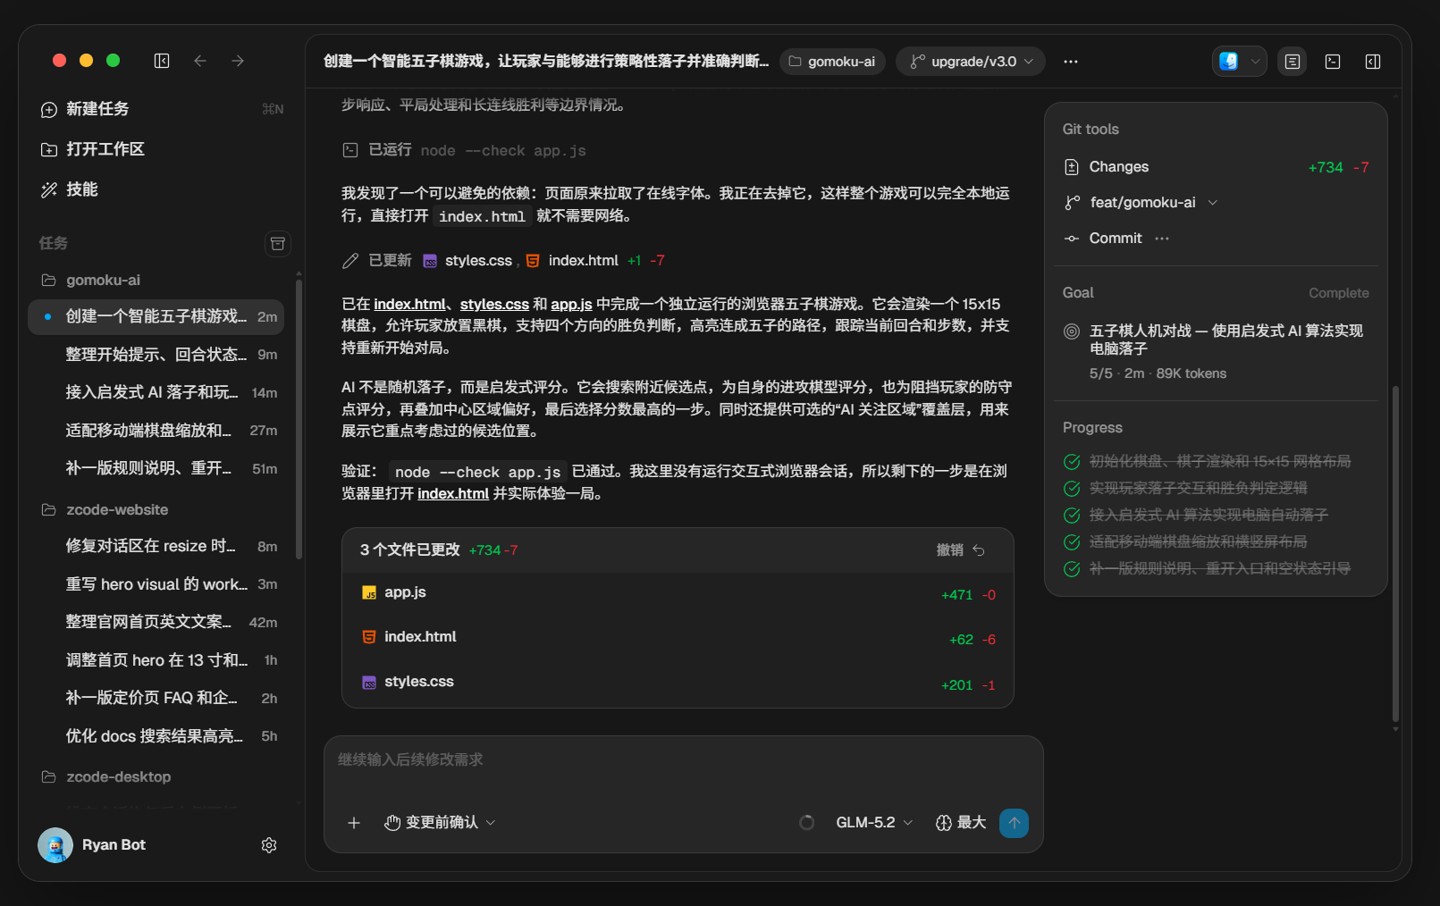 新建任务 ⌘N
打开工作区
技能
任务
gomoku-ai
创建一个智能五子棋游戏... 2m
整理开始提示、回合状态... 9m
接入启发式 AI 落子和玩... 14m
适配移动端棋盘缩放和... 27m
补一版规则说明、重开... 51m
zcode-website
修复对话区在 resize 时... 8m
重写 hero visual 的 work... 3m
整理官网首页英文文案... 42m
调整首页 hero 在 13 寸和... 1h
补一版定价页 FAQ 和企... 2h
优化 docs 搜索结果高亮... 5h
zcode-desktop
Ryan Bot
创建一个智能五子棋游戏，让玩家与能够进行策略性落子并准确判断... gomoku-ai upgrade/v3.0
步响应、平局处理和长连线胜利等边界情况。
已运行 node --check app.js
我发现了一个可以避免的依赖：页面原来拉取了在线字体。我正在去掉它，这样整个游戏可以完全本地运
行，直接打开 index.html 就不需要网络。
已更新 styles.css , index.html +1 -7
已在 index.html、styles.css 和 app.js 中完成一个独立运行的浏览器五子棋游戏。它会渲染一个 15x15
棋盘，允许玩家放置黑棋，支持四个方向的胜负判断，高亮连成五子的路径，跟踪当前回合和步数，并支
持重新开始对局。
AI 不是随机落子，而是启发式评分。它会搜索附近候选点，为自身的进攻棋型评分，也为阻挡玩家的防守
点评分，再叠加中心区域偏好，最后选择分数最高的一步。同时还提供可选的“AI 关注区域”覆盖层，用来
展示它重点考虑过的候选位置。
验证： node --check app.js 已通过。我这里没有运行交互式浏览器会话，所以剩下的一步是在浏
览器里打开 index.html 并实际体验一局。
3 个文件已更改 +734 -7 撤销
app.js +471 -0
index.html +62 -6
styles.css +201 -1
继续输入后续修改需求
变更前确认 GLM-5.2 最大
Git tools
Changes +734 -7
feat/gomoku-ai
Commit
Goal Complete
五子棋人机对战 — 使用启发式 AI 算法实现
电脑落子
5/5 · 2m · 89K tokens
Progress
初始化棋盘、棋子渲染和 15×15 网格布局
实现玩家落子交互和胜负判定逻辑
接入启发式 AI 算法实现电脑自动落子
适配移动端棋盘缩放和横竖屏布局
补一版规则说明、重开入口和空状态引导